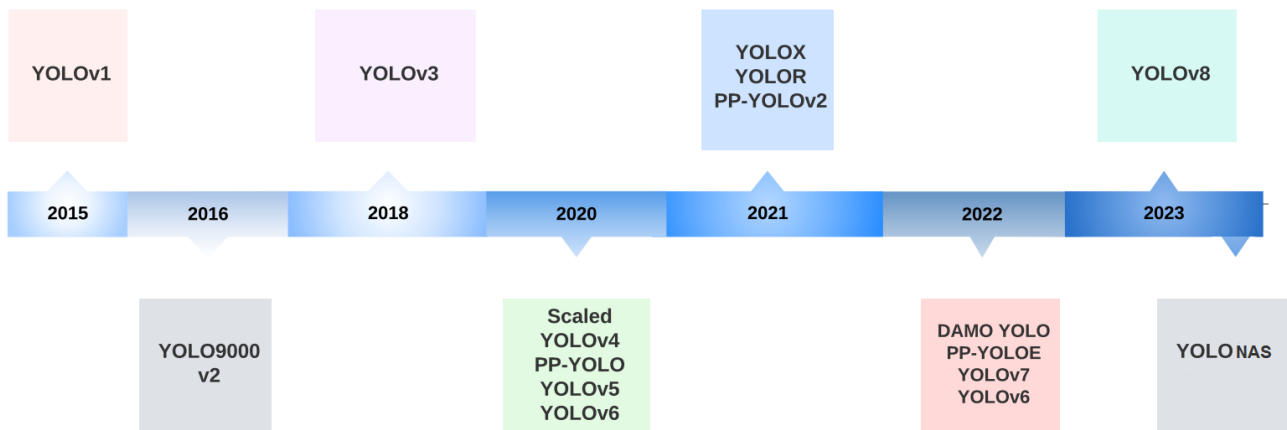 YOLOv1
YOLOv3
YOLOX
YOLOR
PP-YOLOv2
YOLOv8
2015
2016
2018
2020
2021
2022
2023
YOLO9000
v2
Scaled
YOLOv4
PP-YOLO
YOLOv5
YOLOv6
DAMO YOLO
PP-YOLOE
YOLOv7
YOLOv6
YOLO NAS